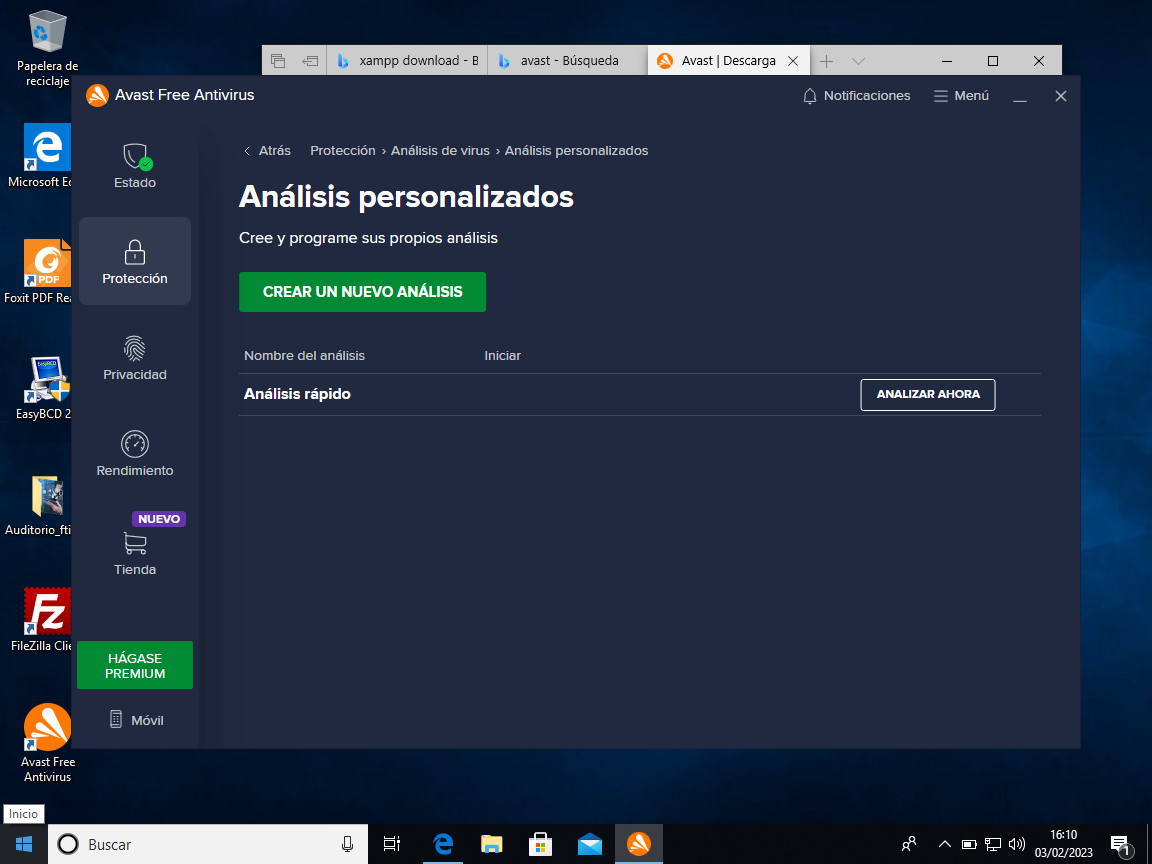 Papelera de
reciclaje
xampp download - B
avast - Búsqueda
Avast | Descarga
Avast Free Antivirus
Notificaciones
Menú
Microsoft Ed
Foxit PDF Rea
EasyBCD 2
Auditorio_fti
FileZilla Clie
Avast Free
Antivirus
Estado
Protección
Privacidad
Rendimiento
NUEVO
Tienda
HÁGASE
PREMIUM
Móvil
Atrás
Protección › Análisis de virus › Análisis personalizados
Análisis personalizados
Cree y programe sus propios análisis
CREAR UN NUEVO ANÁLISIS
Nombre del análisis
Iniciar
Análisis rápido
ANALIZAR AHORA
Inicio
Buscar
16:10
03/02/2023
1